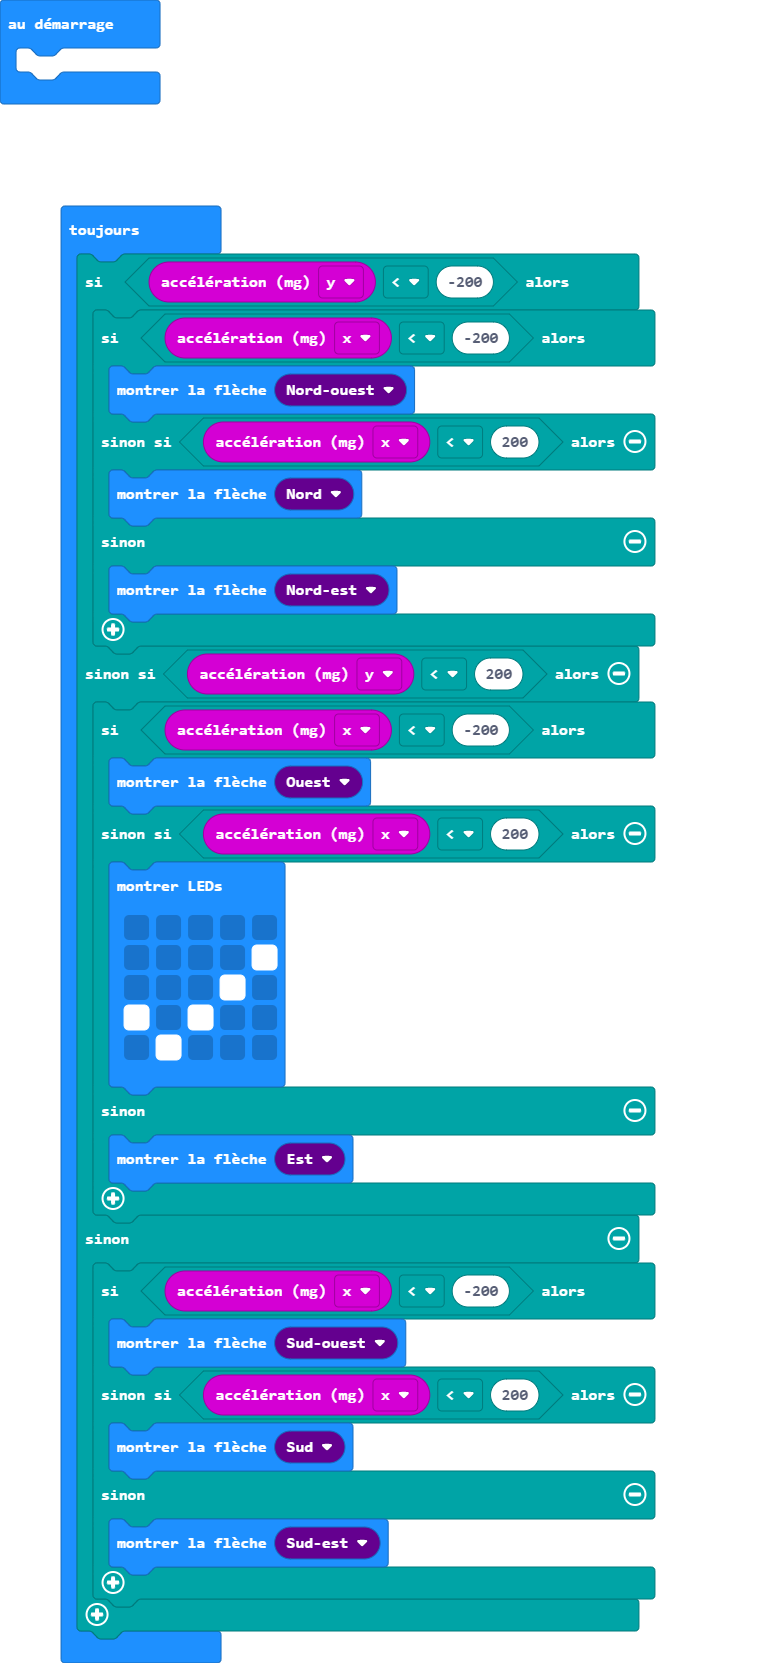 au démarrage
toujours
si accélération (mg) y < -200 alors
si accélération (mg) x < -200 alors
montrer la flèche Nord-ouest
sinon si accélération (mg) x < 200 alors
montrer la flèche Nord
sinon
montrer la flèche Nord-est
sinon si accélération (mg) y < 200 alors
si accélération (mg) x < -200 alors
montrer la flèche Ouest
sinon si accélération (mg) x < 200 alors
montrer LEDs
sinon
montrer la flèche Est
sinon
si accélération (mg) x < -200 alors
montrer la flèche Sud-ouest
sinon si accélération (mg) x < 200 alors
montrer la flèche Sud
sinon
montrer la flèche Sud-est